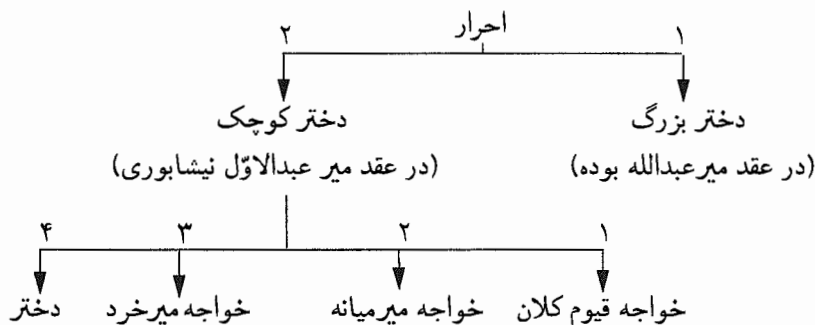 احرار
۱ ۲
دختر بزرگ دختر کوچک
(در عقد میرعبدالله بوده) (در عقد میر عبدالاوّل نیشابوری)
۱ ۲ ۳ ۴
خواجه قیوم کلان خواجه میرمیانه خواجه میرخرد دختر